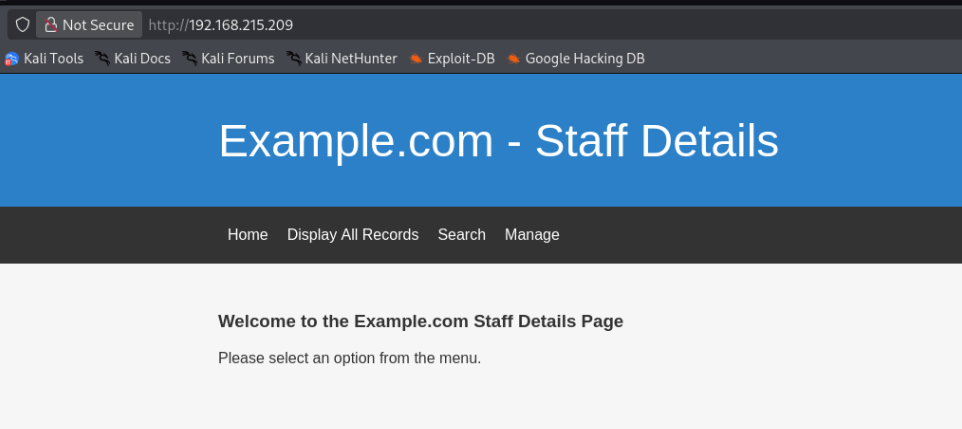 Not Secure http://192.168.215.209
Kali Tools Kali Docs Kali Forums Kali NetHunter Exploit-DB Google Hacking DB
Example.com - Staff Details
Home Display All Records Search Manage
Welcome to the Example.com Staff Details Page
Please select an option from the menu.